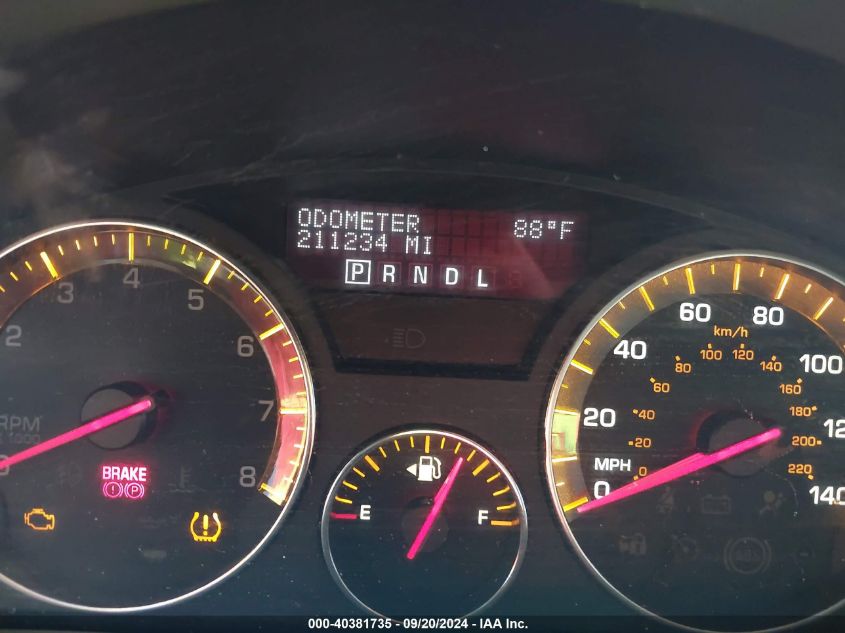 ODOMETER 88°F
211234 MI
P R N D L
2 3 4 5 6 7 8
RPM
BRAKE
E F
MPH
0 20 40 60 80 100 140
km/h
0 20 40 60 80 100 120 140 160 180 200 220
000-40381735 - 09/20/2024 - IAA Inc.